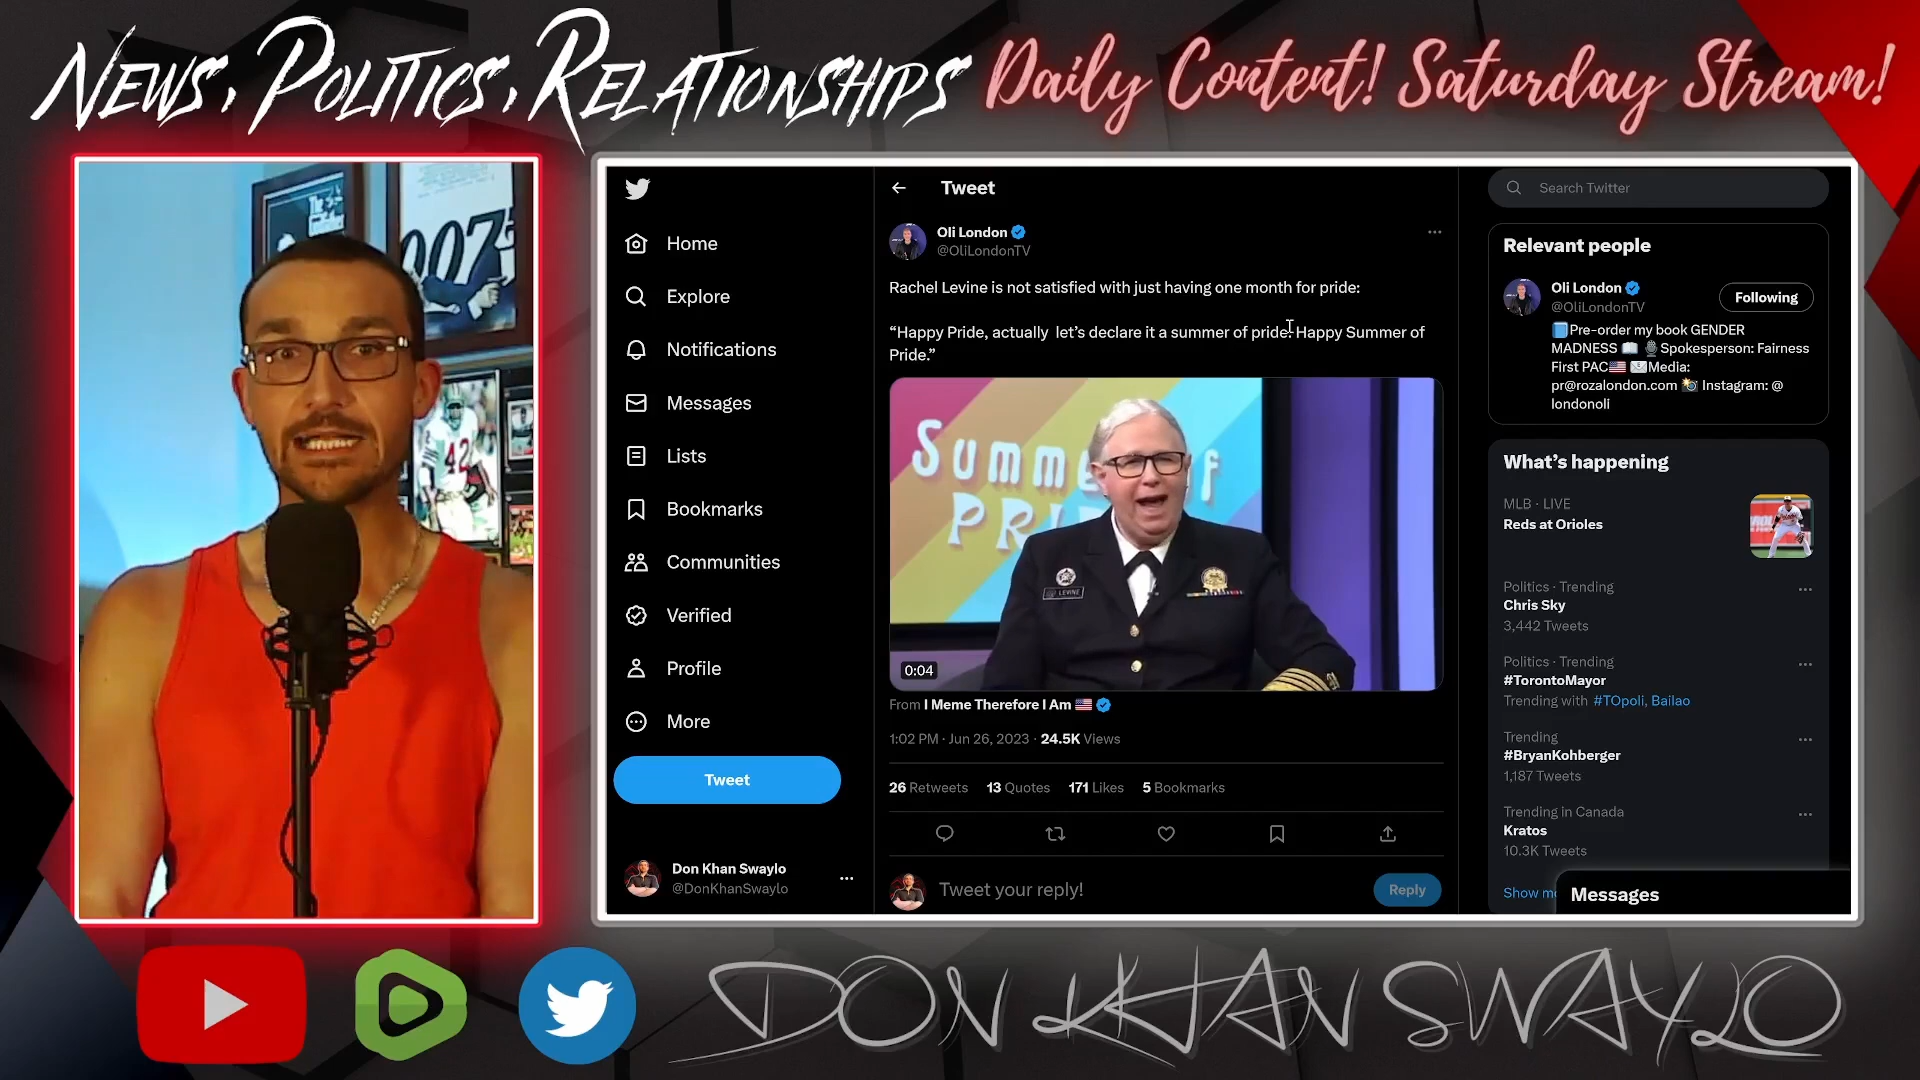 News, Politics, Relationships
Daily Content! Saturday Stream!
The
007
42
Home
Explore
Notifications
Messages
Lists
Bookmarks
Communities
Verified
Profile
More
Tweet
Don Khan Swaylo
@DonKhanSwaylo
Tweet
Oli London
@OliLondonTV
Rachel Levine is not satisfied with just having one month for pride:
“Happy Pride, actually let’s declare it a summer of pride. Happy Summer of
Pride.”
Summe f
PRI
LEVINE
0:04
From I Meme Therefore I Am
1:02 PM · Jun 26, 2023 · 24.5K Views
26 Retweets 13 Quotes 171 Likes 5 Bookmarks
Tweet your reply!
Reply
Search Twitter
Relevant people
Oli London
@OliLondonTV
Following
Pre-order my book GENDER
MADNESS Spokesperson: Fairness
First PAC Media:
pr@rozalondon.com Instagram: @
londonoli
What’s happening
MLB · LIVE
Reds at Orioles
Politics · Trending
Chris Sky
3,442 Tweets
Politics · Trending
#TorontoMayor
Trending with #TOpoli, Bailao
Trending
#BryanKohberger
1,187 Tweets
Trending in Canada
Kratos
10.3K Tweets
Show mo
Messages
Don Khan Swaylo